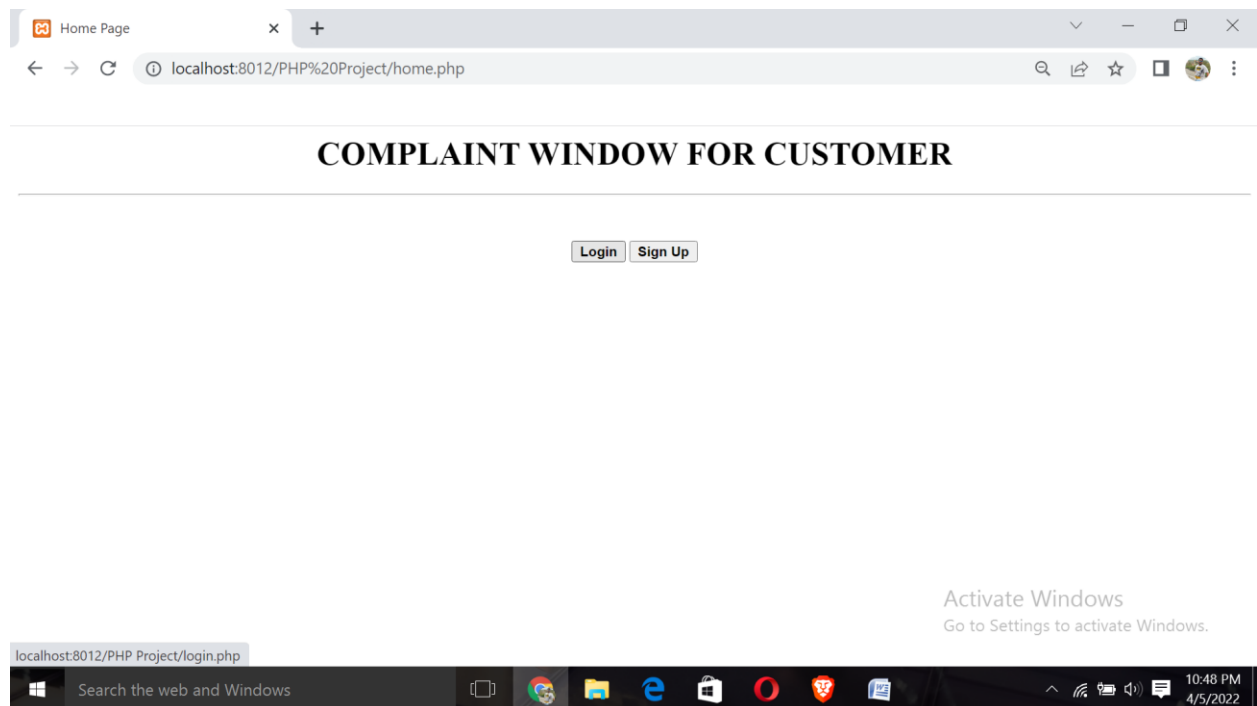 Home Page
localhost:8012/PHP%20Project/home.php
COMPLAINT WINDOW FOR CUSTOMER
Login Sign Up
Activate Windows
Go to Settings to activate Windows.
localhost:8012/PHP Project/login.php
Search the web and Windows
10:48 PM
4/5/2022